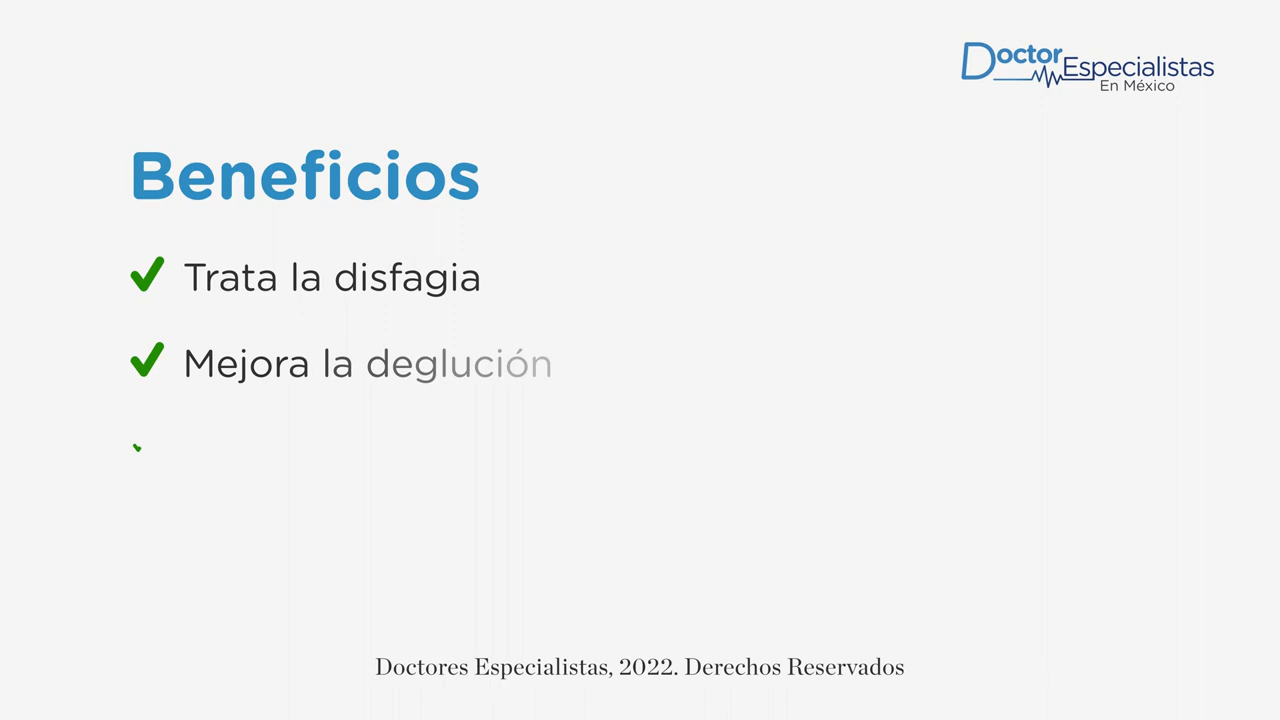 Doctor Especialistas
En México
Beneficios
Trata la disfagia
Mejora la deglución
Doctores Especialistas, 2022. Derechos Reservados